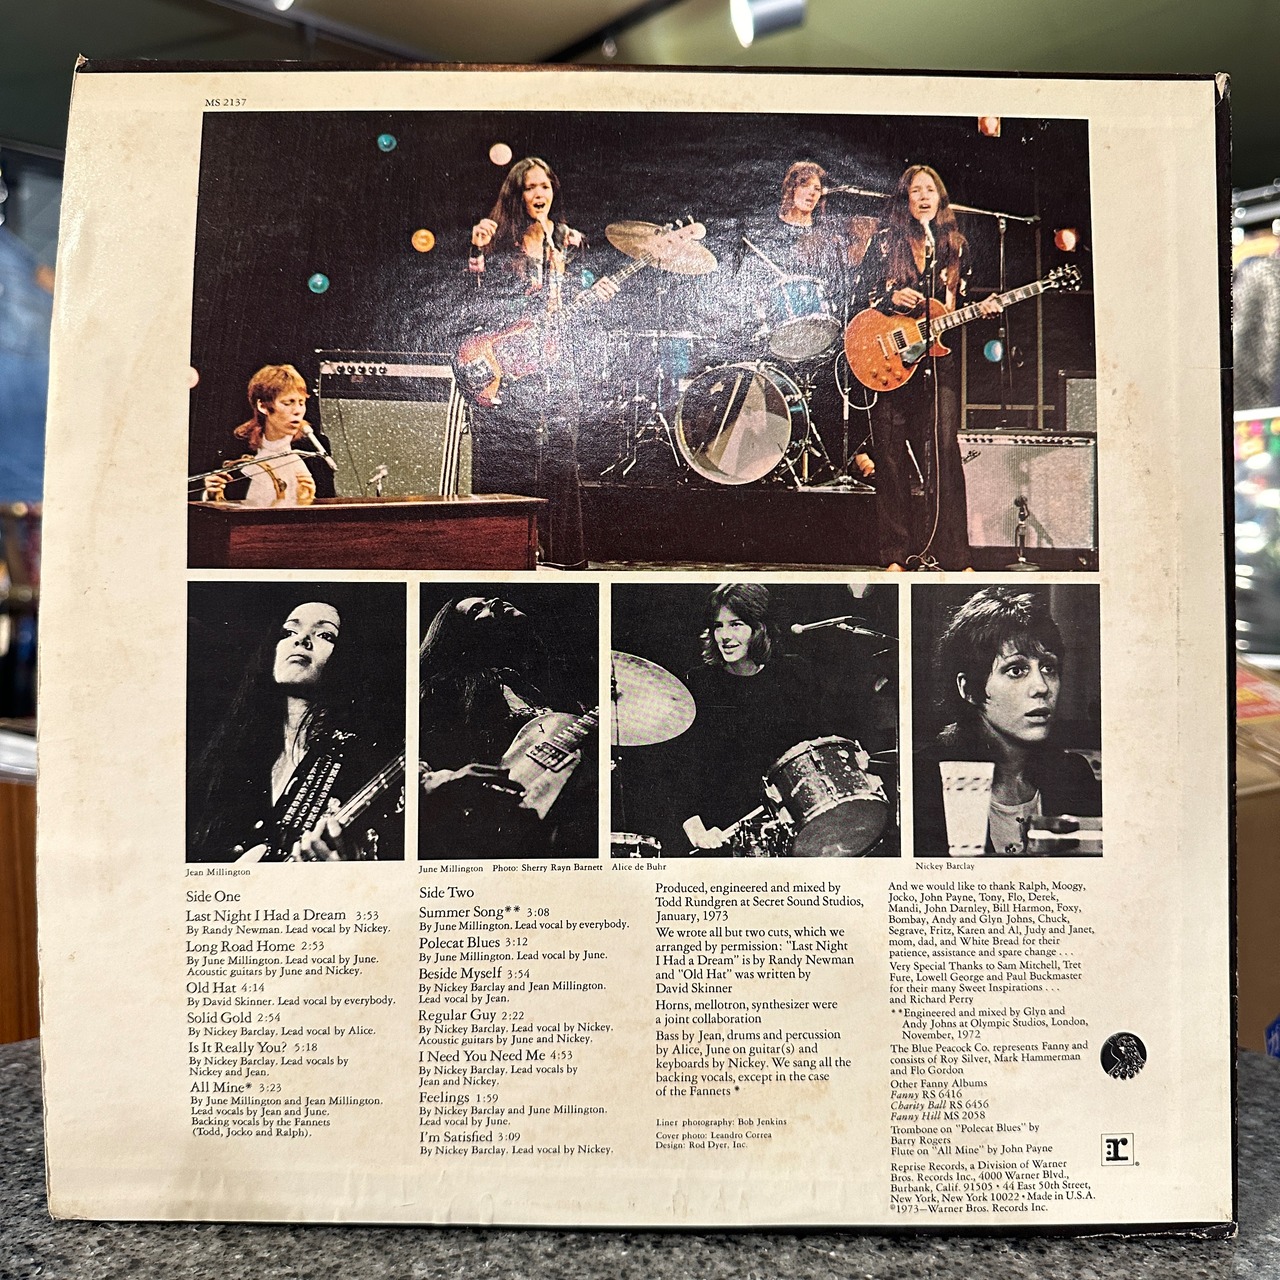 MS 2137
Jean Millington
June Millington Photo: Sherry Rayn Barnett
Alice de Buhr
Nickey Barclay
Side One
Last Night I Had a Dream 3:53
By Randy Newman. Lead vocal by Nickey.
Long Road Home 2:53
By June Millington. Lead vocal by June.
Acoustic guitars by June and Nickey.
Old Hat 4:14
By David Skinner. Lead vocal by everybody.
Solid Gold 2:54
By Nickey Barclay. Lead vocal by Alice.
Is It Really You? 5:18
By Nickey Barclay. Lead vocals by
Nickey and Jean.
All Mine* 3:23
By June Millington and Jean Millington.
Lead vocals by Jean and June.
Backing vocals by the Fannets
(Todd, Jocko and Ralph).
Side Two
Summer Song** 3:08
By June Millington. Lead vocal by everybody.
Polecat Blues 3:12
By June Millington. Lead vocal by June.
Beside Myself 3:54
By Nickey Barclay and Jean Millington.
Lead vocal by Jean.
Regular Guy 2:22
By Nickey Barclay. Lead vocal by Nickey.
Acoustic guitars by June and Nickey.
I Need You Need Me 4:53
By Nickey Barclay. Lead vocals by
Jean and Nickey.
Feelings 1:59
By Nickey Barclay and June Millington.
Lead vocal by June.
I'm Satisfied 3:09
By Nickey Barclay. Lead vocal by Nickey.
Produced, engineered and mixed by
Todd Rundgren at Secret Sound Studios,
January, 1973
We wrote all but two cuts, which we
arranged by permission: "Last Night
I Had a Dream" is by Randy Newman
and "Old Hat" was written by
David Skinner
Horns, mellotron, synthesizer were
a joint collaboration
Bass by Jean, drums and percussion
by Alice, June on guitar(s) and
keyboards by Nickey. We sang all the
backing vocals, except in the case
of the Fannets *
Liner photography: Bob Jenkins
Cover photo: Leandro Correa
Design: Rod Dyer, Inc.
And we would like to thank Ralph, Moogy,
Jocko, John Payne, Tony, Flo, Derek,
Mandi, John Darnley, Bill Harmon, Foxy,
Bombay, Andy and Glyn Johns, Chuck,
Segrave, Fritz, Karen and Al, Judy and Janet,
mom, dad, and White Bread for their
patience, assistance and spare change . . .
Very Special Thanks to Sam Mitchell, Tret
Fure, Lowell George and Paul Buckmaster
for their many Sweet Inspirations . . .
and Richard Perry
**Engineered and mixed by Glyn and
Andy Johns at Olympic Studios, London,
November, 1972
The Blue Peacock Co. represents Fanny and
consists of Roy Silver, Mark Hammerman
and Flo Gordon
Other Fanny Albums
Fanny RS 6416
Charity Ball RS 6456
Fanny Hill MS 2058
Trombone on "Polecat Blues" by
Barry Rogers
Flute on "All Mine" by John Payne
Reprise Records, a Division of Warner
Bros. Records Inc., 4000 Warner Blvd.,
Burbank, Calif. 91505 • 44 East 50th Street,
New York, New York 10022 • Made in U.S.A.
©1973—Warner Bros. Records Inc.
:r